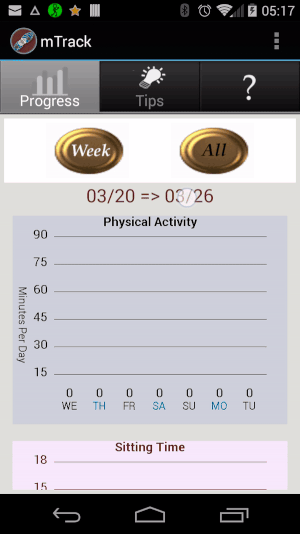 05:17
mTrack
Progress
Tips
?
Week
All
03/20 => 03/26
Physical Activity
90
75
60
45
30
15
Minutes Per Day
0 0 0 0 0 0 0
WE TH FR SA SU MO TU
Sitting Time
18
15